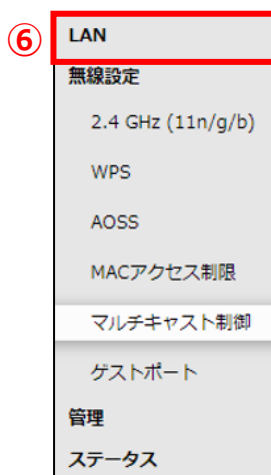 ⑥ LAN
無線設定
2.4 GHz (11n/g/b)
WPS
AOSS
MACアクセス制限
マルチキャスト制御
ゲストポート
管理
ステータス